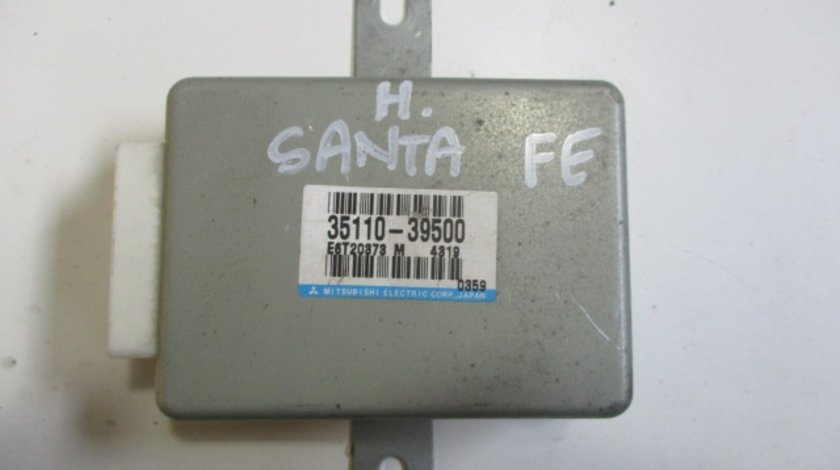 H.
SANTA FE
35110-39500
E6T20373 M 4319
0359
MITSUBISHI ELECTRIC CORP. JAPAN